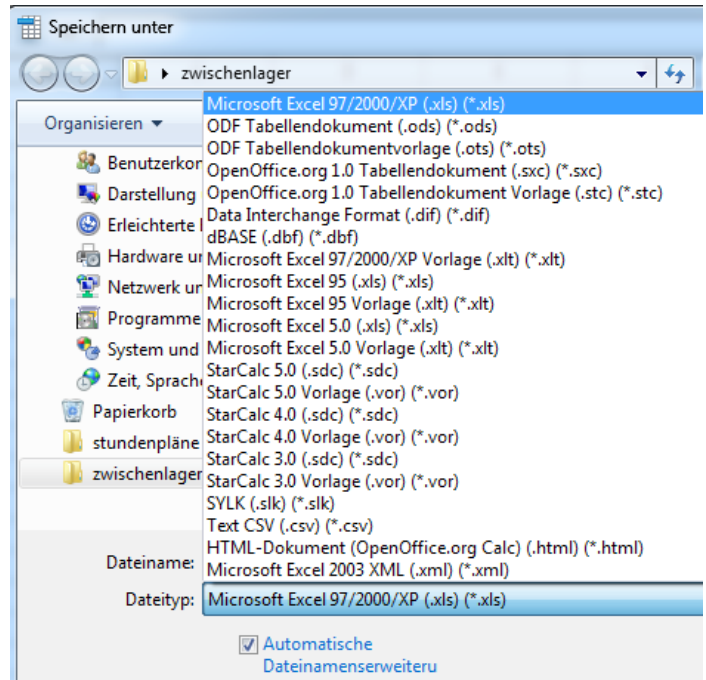 Speichern unter
zwischenlager
Organisieren
Microsoft Excel 97/2000/XP (.xls) (*.xls)
ODF Tabellendokument (.ods) (*.ods)
ODF Tabellendokumentvorlage (.ots) (*.ots)
OpenOffice.org 1.0 Tabellendokument (.sxc) (*.sxc)
OpenOffice.org 1.0 Tabellendokument Vorlage (.stc) (*.stc)
Data Interchange Format (.dif) (*.dif)
dBASE (.dbf) (*.dbf)
Microsoft Excel 97/2000/XP Vorlage (.xlt) (*.xlt)
Microsoft Excel 95 (.xls) (*.xls)
Microsoft Excel 95 Vorlage (.xlt) (*.xlt)
Microsoft Excel 5.0 (.xls) (*.xls)
Microsoft Excel 5.0 Vorlage (.xlt) (*.xlt)
StarCalc 5.0 (.sdc) (*.sdc)
StarCalc 5.0 Vorlage (.vor) (*.vor)
StarCalc 4.0 (.sdc) (*.sdc)
StarCalc 4.0 Vorlage (.vor) (*.vor)
StarCalc 3.0 (.sdc) (*.sdc)
StarCalc 3.0 Vorlage (.vor) (*.vor)
SYLK (.slk) (*.slk)
Text CSV (.csv) (*.csv)
HTML-Dokument (OpenOffice.org Calc) (.html) (*.html)
Microsoft Excel 2003 XML (.xml) (*.xml)
Benutzerkor
Darstellung
Erleichterte
Hardware ur
Netzwerk ur
Programme
System und
Zeit, Sprach
Papierkorb
stundenpläne
zwischenlager
Dateiname:
Dateityp: Microsoft Excel 97/2000/XP (.xls) (*.xls)
Automatische
Dateinamenserweiteru